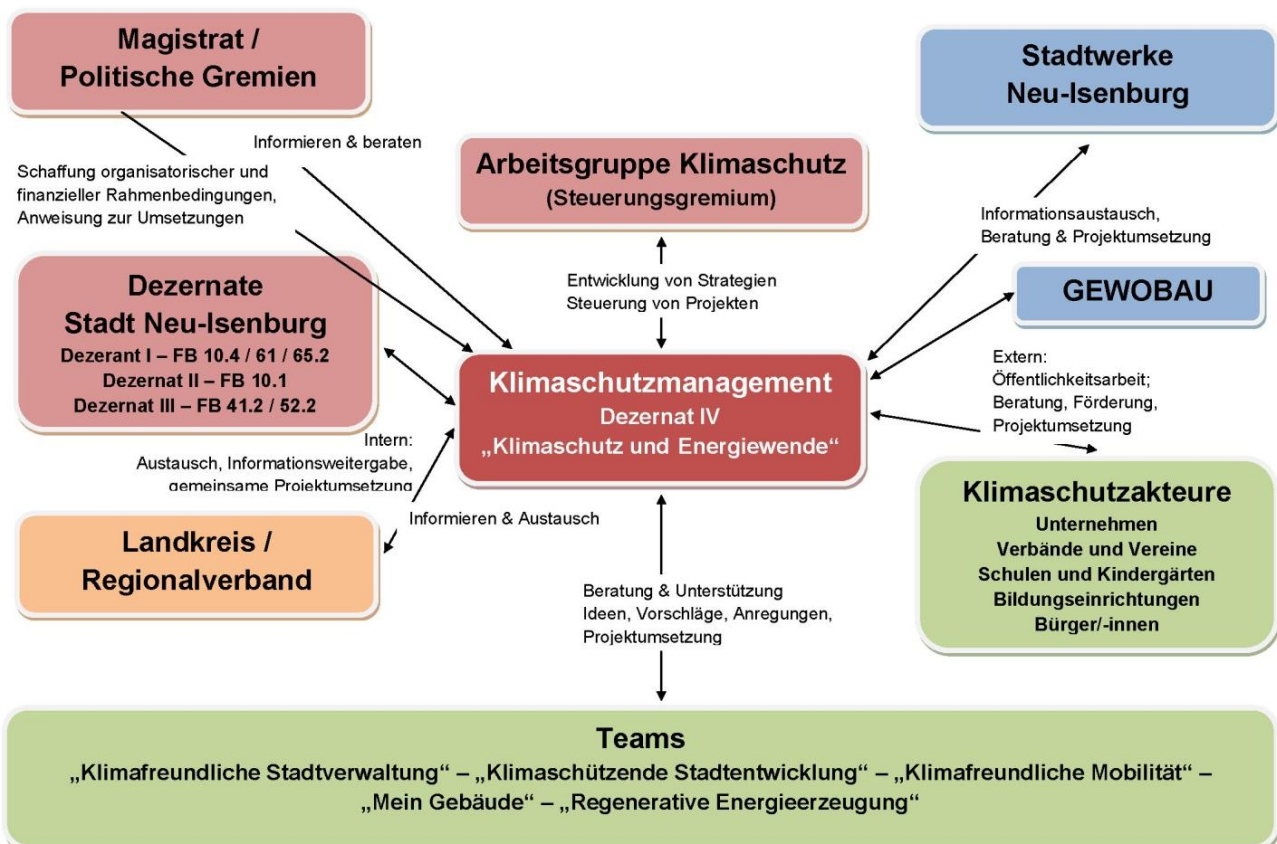 Magistrat /
Politische Gremien
Stadtwerke
Neu-Isenburg
Informieren & beraten
Schaffung organisatorischer und
finanzieller Rahmenbedingungen,
Anweisung zur Umsetzungen
Arbeitsgruppe Klimaschutz
(Steuerungsgremium)
Informationsaustausch,
Beratung & Projektumsetzung
Entwicklung von Strategien
Steuerung von Projekten
Dezernate
Stadt Neu-Isenburg
Dezerant I – FB 10.4 / 61 / 65.2
Dezernat II – FB 10.1
Dezernat III – FB 41.2 / 52.2
GEWOBAU
Klimaschutzmanagement
Dezernat IV
„Klimaschutz und Energiewende“
Extern:
Öffentlichkeitsarbeit;
Beratung, Förderung,
Projektumsetzung
Intern:
Austausch, Informationsweitergabe,
gemeinsame Projektumsetzung
Informieren & Austausch
Landkreis /
Regionalverband
Klimaschutzakteure
Unternehmen
Verbände und Vereine
Schulen und Kindergärten
Bildungseinrichtungen
Bürger/-innen
Beratung & Unterstützung
Ideen, Vorschläge, Anregungen,
Projektumsetzung
Teams
„Klimafreundliche Stadtverwaltung“ – „Klimaschützende Stadtentwicklung“ – „Klimafreundliche Mobilität“ –
„Mein Gebäude“ – „Regenerative Energieerzeugung“